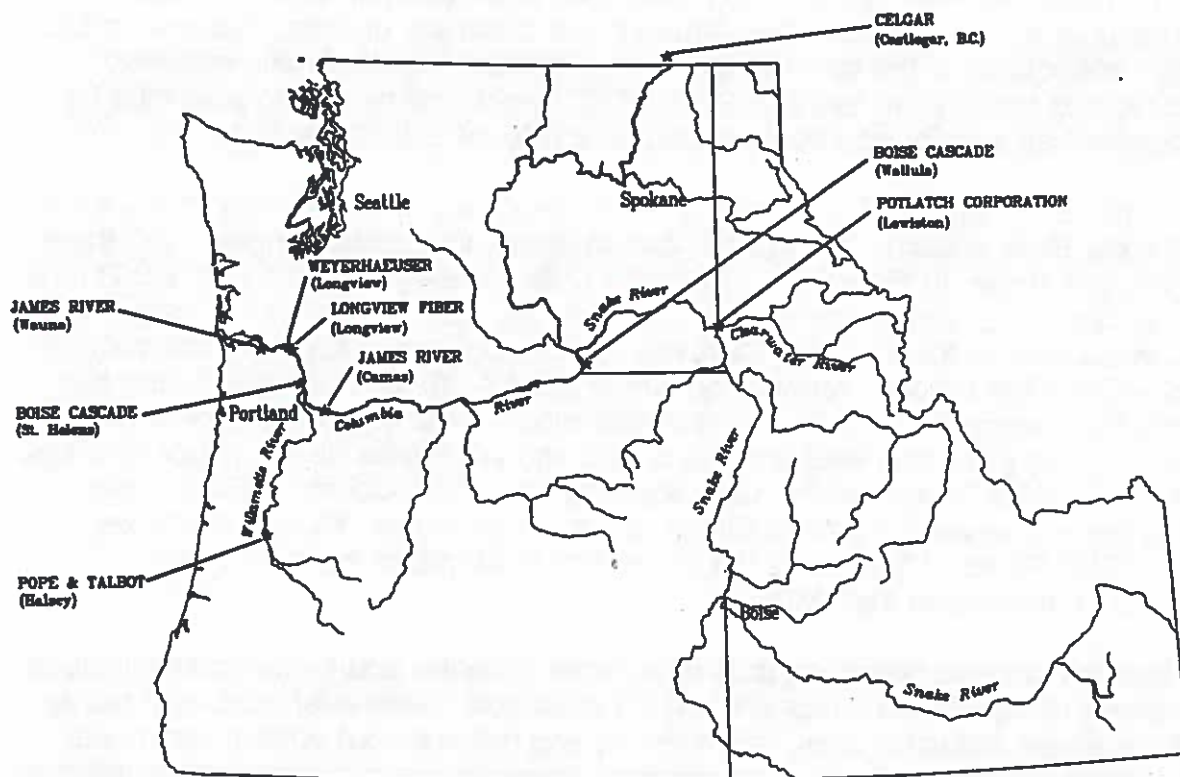 CELGAR
(Castlegar, B.C.)
BOISE CASCADE
(Wallula)
Spokane
POTLATCH CORPORATION
(Lewiston)
Seattle
WEYERHAEUSER
(Longview)
Snake River
JAMES RIVER
(Wauna)
LONGVIEW FIBER
(Longview)
Clearwater River
JAMES RIVER
(Camas)
BOISE CASCADE
(St. Helens)
Portland
Columbia
River
Willamette River
Snake River
POPE & TALBOT
(Halsey)
Boise
Snake River